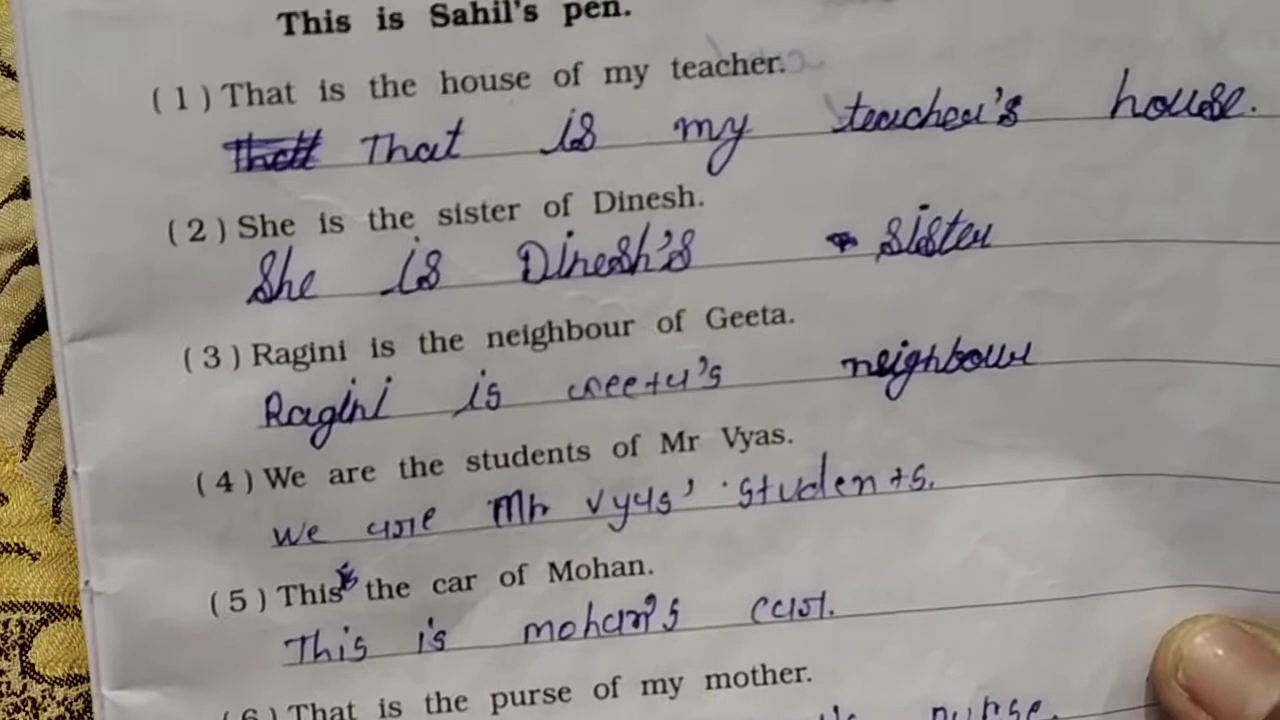 This is Sahil's pen.
(1) That is the house of my teacher.
That is my teacher's house.
(2) She is the sister of Dinesh.
She is Dinesh's sister
(3) Ragini is the neighbour of Geeta.
Ragini is Geeta's neighbour
(4) We are the students of Mr Vyas.
We are Mr Vyas' students.
(5) This is the car of Mohan.
This is mohan's car.
(6) That is the purse of my mother.
purse.